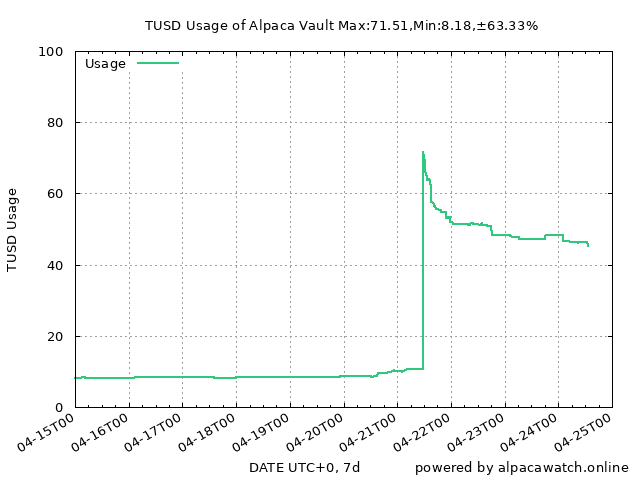 TUSD Usage of Alpaca Vault Max:71.51,Min:8.18,±63.33%
100
Usage
80
60
TUSD Usage
40
20
0
04-15T00 04-16T00 04-17T00 04-18T00 04-19T00 04-20T00 04-21T00 04-22T00 04-23T00 04-24T00 04-25T00
DATE UTC+0, 7d
powered by alpacawatch.online